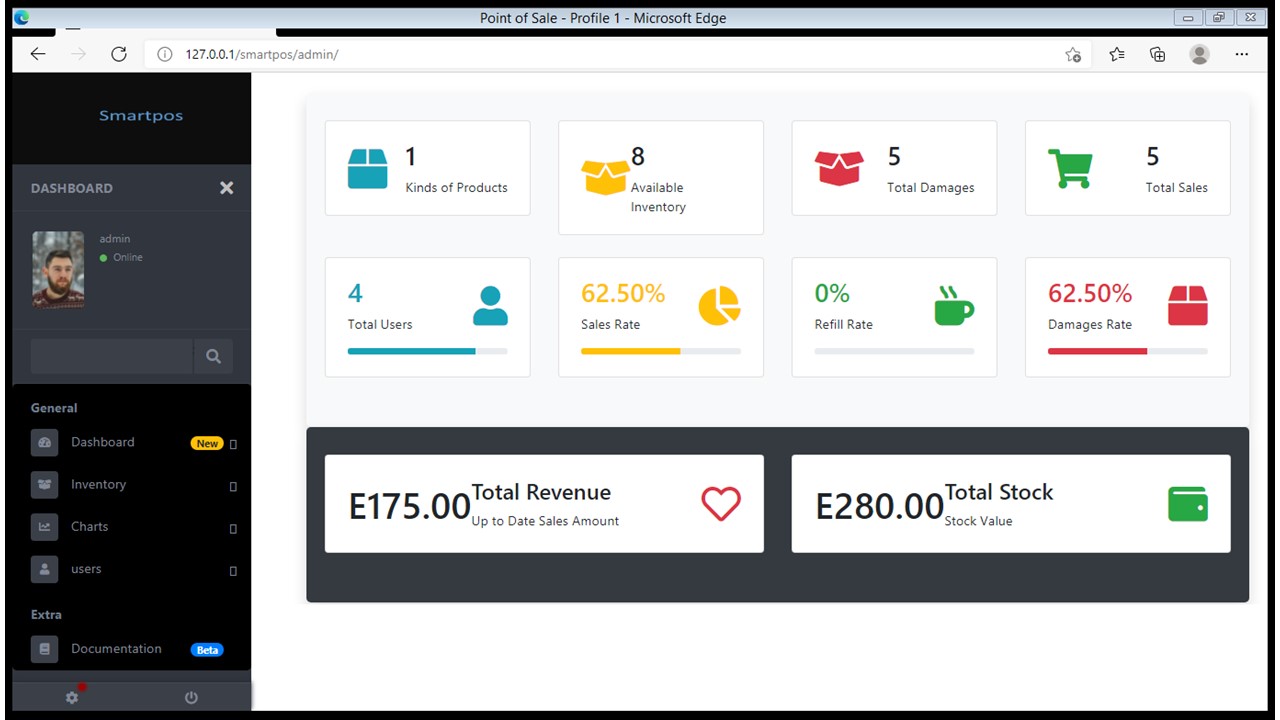 Point of Sale - Profile 1 - Microsoft Edge
127.0.0.1/smartpos/admin/
Smartpos
DASHBOARD
admin
Online
General
Dashboard
New
Inventory
Charts
users
Extra
Documentation
Beta
1
Kinds of Products
8
Available
Inventory
5
Total Damages
5
Total Sales
4
Total Users
62.50%
Sales Rate
0%
Refill Rate
62.50%
Damages Rate
E175.00
Total Revenue
Up to Date Sales Amount
E280.00
Total Stock
Stock Value